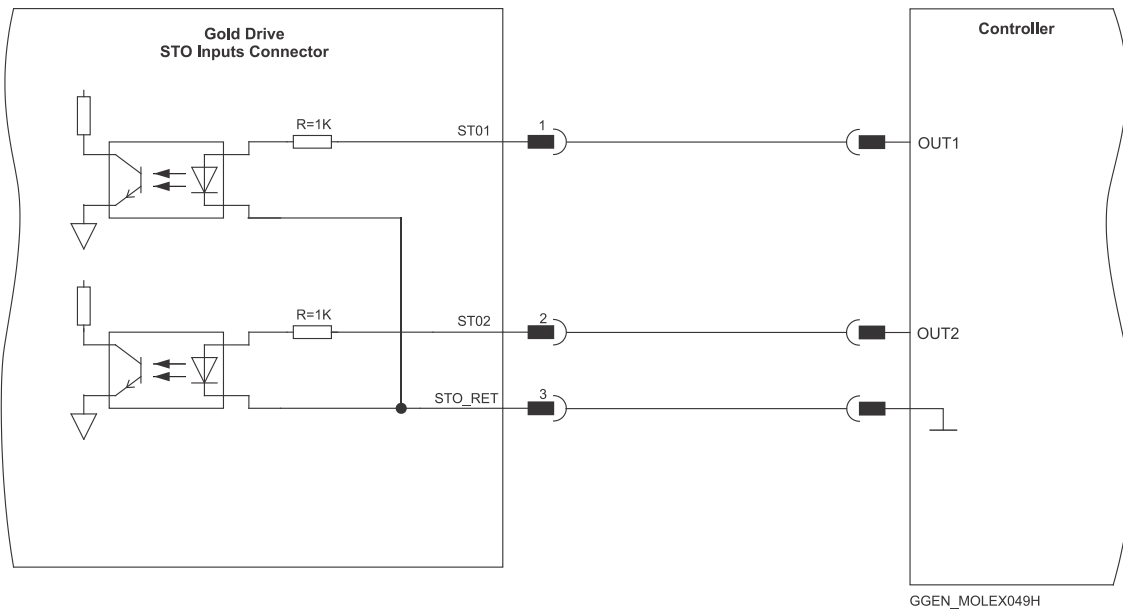 Gold Drive
STO Inputs Connector
Controller
R=1K
ST01
1
OUT1
R=1K
ST02
2
OUT2
STO_RET
3
GGEN_MOLEX049H